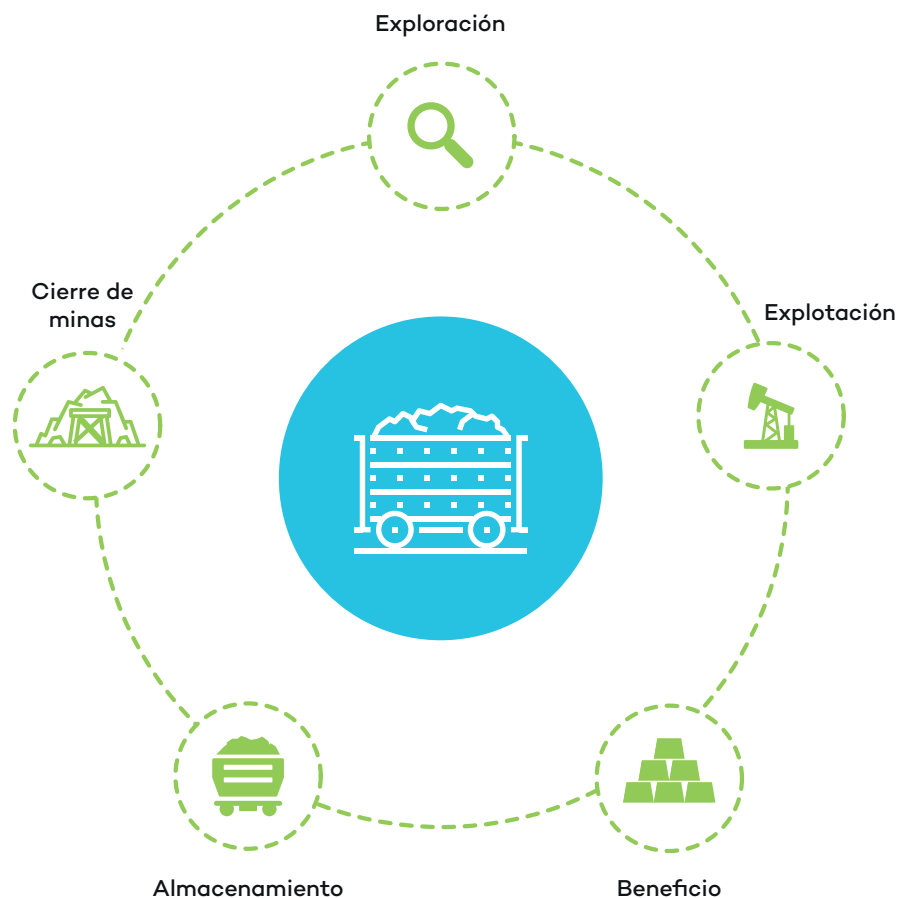 Exploración
Cierre de
minas
Explotación
Almacenamiento
Beneficio